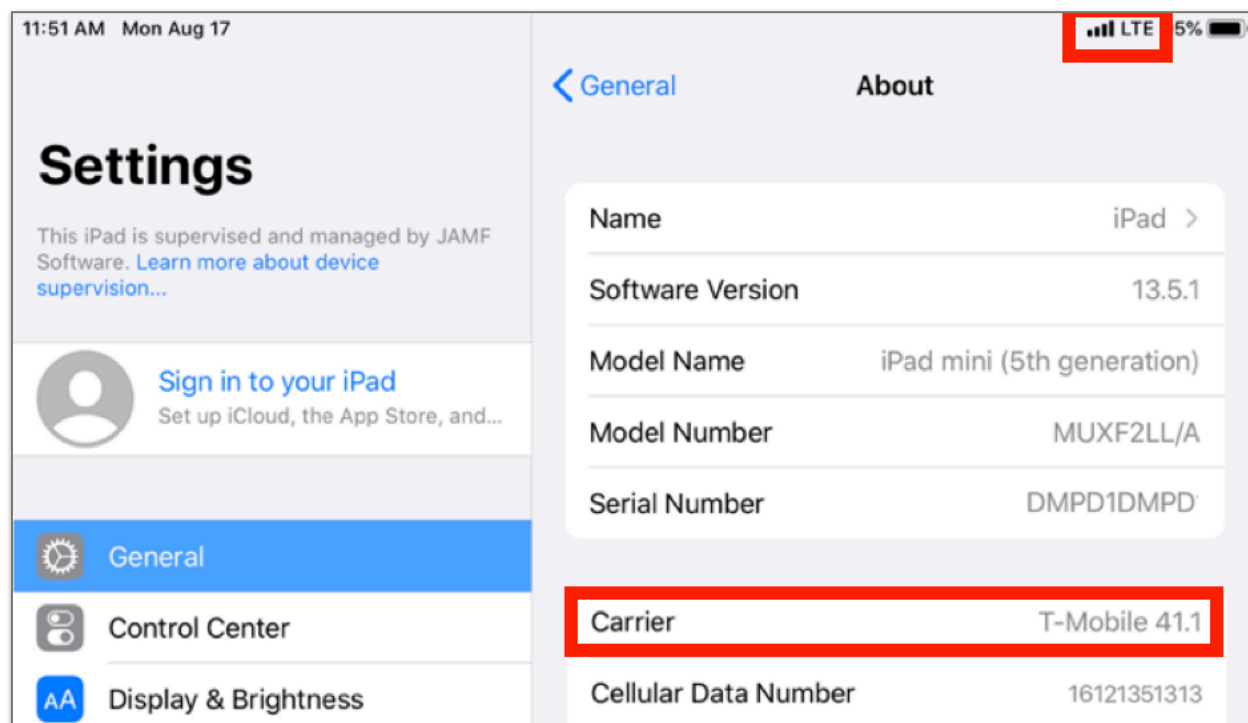 11:51 AM Mon Aug 17
LTE 5%
Settings
This iPad is supervised and managed by JAMF
Software. Learn more about device
supervision...
Sign in to your iPad
Set up iCloud, the App Store, and...
General
Control Center
AA Display & Brightness
General About
Name iPad
Software Version 13.5.1
Model Name iPad mini (5th generation)
Model Number MUXF2LL/A
Serial Number DMPD1DMPD
Carrier T-Mobile 41.1
Cellular Data Number 16121351313